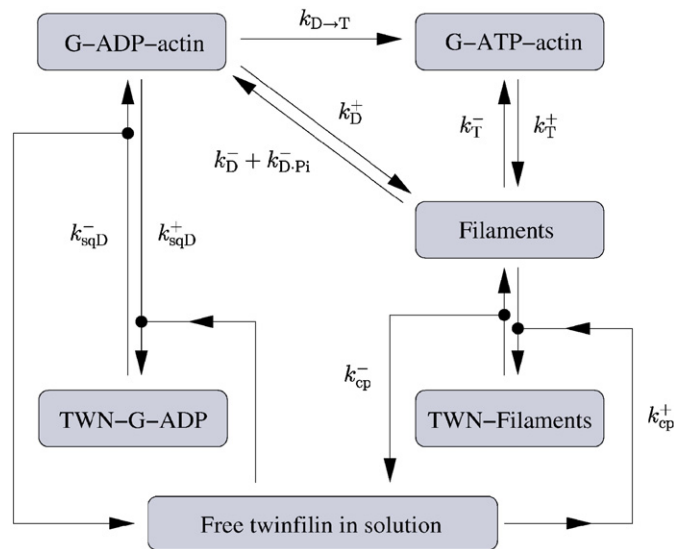 k_{D→T}
G−ADP−actin
G−ATP−actin
k_D^+
k_T^-
k_T^+
k_D^- + k_{D·Pi}^-
Filaments
k_{sqD}^-
k_{sqD}^+
k_{cp}^-
k_{cp}^+
TWN−G−ADP
TWN−Filaments
Free twinfilin in solution